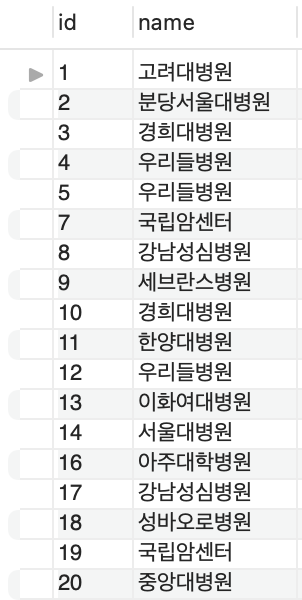 id name
1 고려대병원
2 분당서울대병원
3 경희대병원
4 우리들병원
5 우리들병원
7 국립암센터
8 강남성심병원
9 세브란스병원
10 경희대병원
11 한양대병원
12 우리들병원
13 이화여대병원
14 서울대병원
16 아주대학병원
17 강남성심병원
18 성바오로병원
19 국립암센터
20 중앙대병원